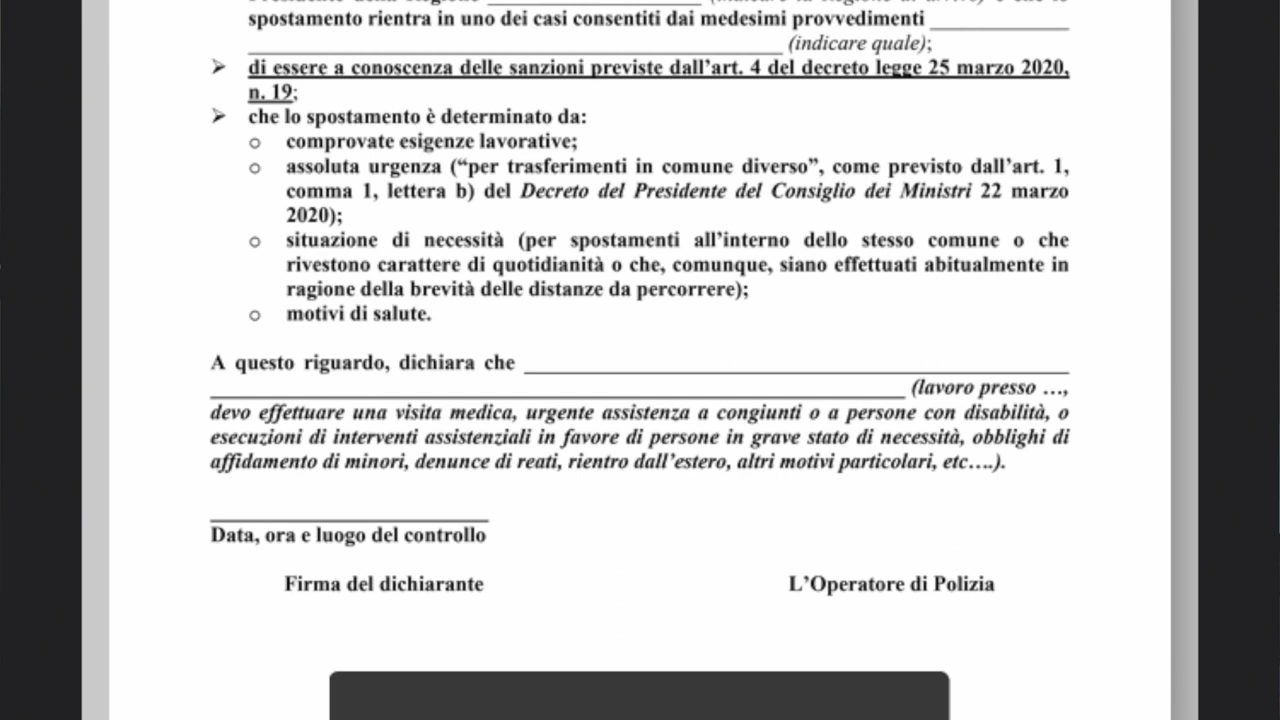 spostamento rientra in uno dei casi consentiti dai medesimi provvedimenti _____________
__________________________________________________ (indicare quale);
➢ di essere a conoscenza delle sanzioni previste dall’art. 4 del decreto legge 25 marzo 2020,
n. 19;
➢ che lo spostamento è determinato da:
o comprovate esigenze lavorative;
o assoluta urgenza (“per trasferimenti in comune diverso”, come previsto dall’art. 1,
comma 1, lettera b) del Decreto del Presidente del Consiglio dei Ministri 22 marzo
2020);
o situazione di necessità (per spostamenti all’interno dello stesso comune o che
rivestono carattere di quotidianità o che, comunque, siano effettuati abitualmente in
ragione della brevità delle distanze da percorrere);
o motivi di salute.
A questo riguardo, dichiara che __________________________________________________
_________________________________________________________________ (lavoro presso …,
devo effettuare una visita medica, urgente assistenza a congiunti o a persone con disabilità, o
esecuzioni di interventi assistenziali in favore di persone in grave stato di necessità, obblighi di
affidamento di minori, denunce di reati, rientro dall’estero, altri motivi particolari, etc….).
__________________________
Data, ora e luogo del controllo
Firma del dichiarante L’Operatore di Polizia